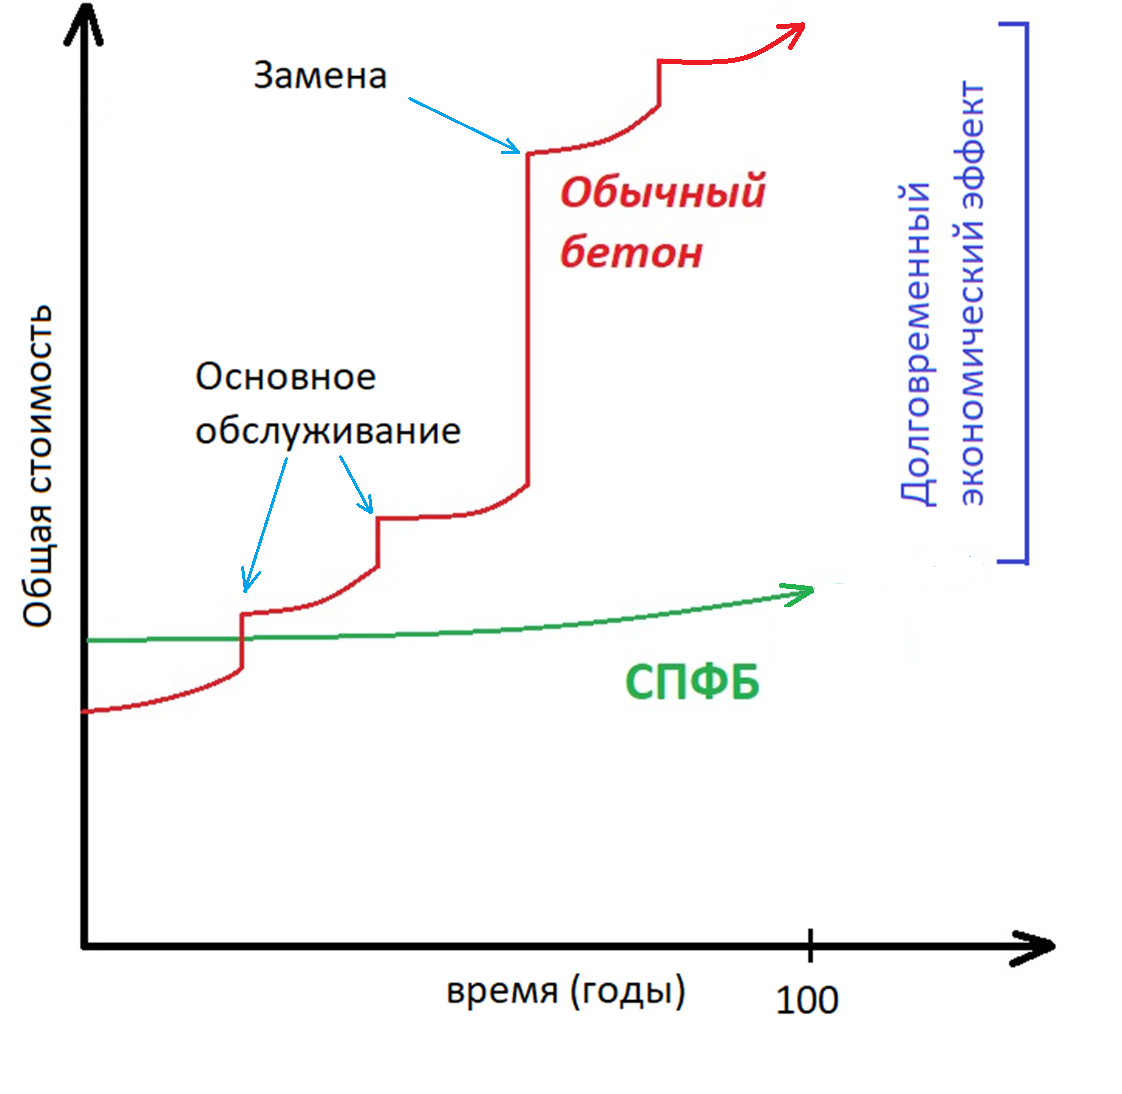 Замена
Обычный
бетон
Основное
обслуживание
Общая стоимость
Долговременный
экономический эффект
СПФБ
время (годы)
100